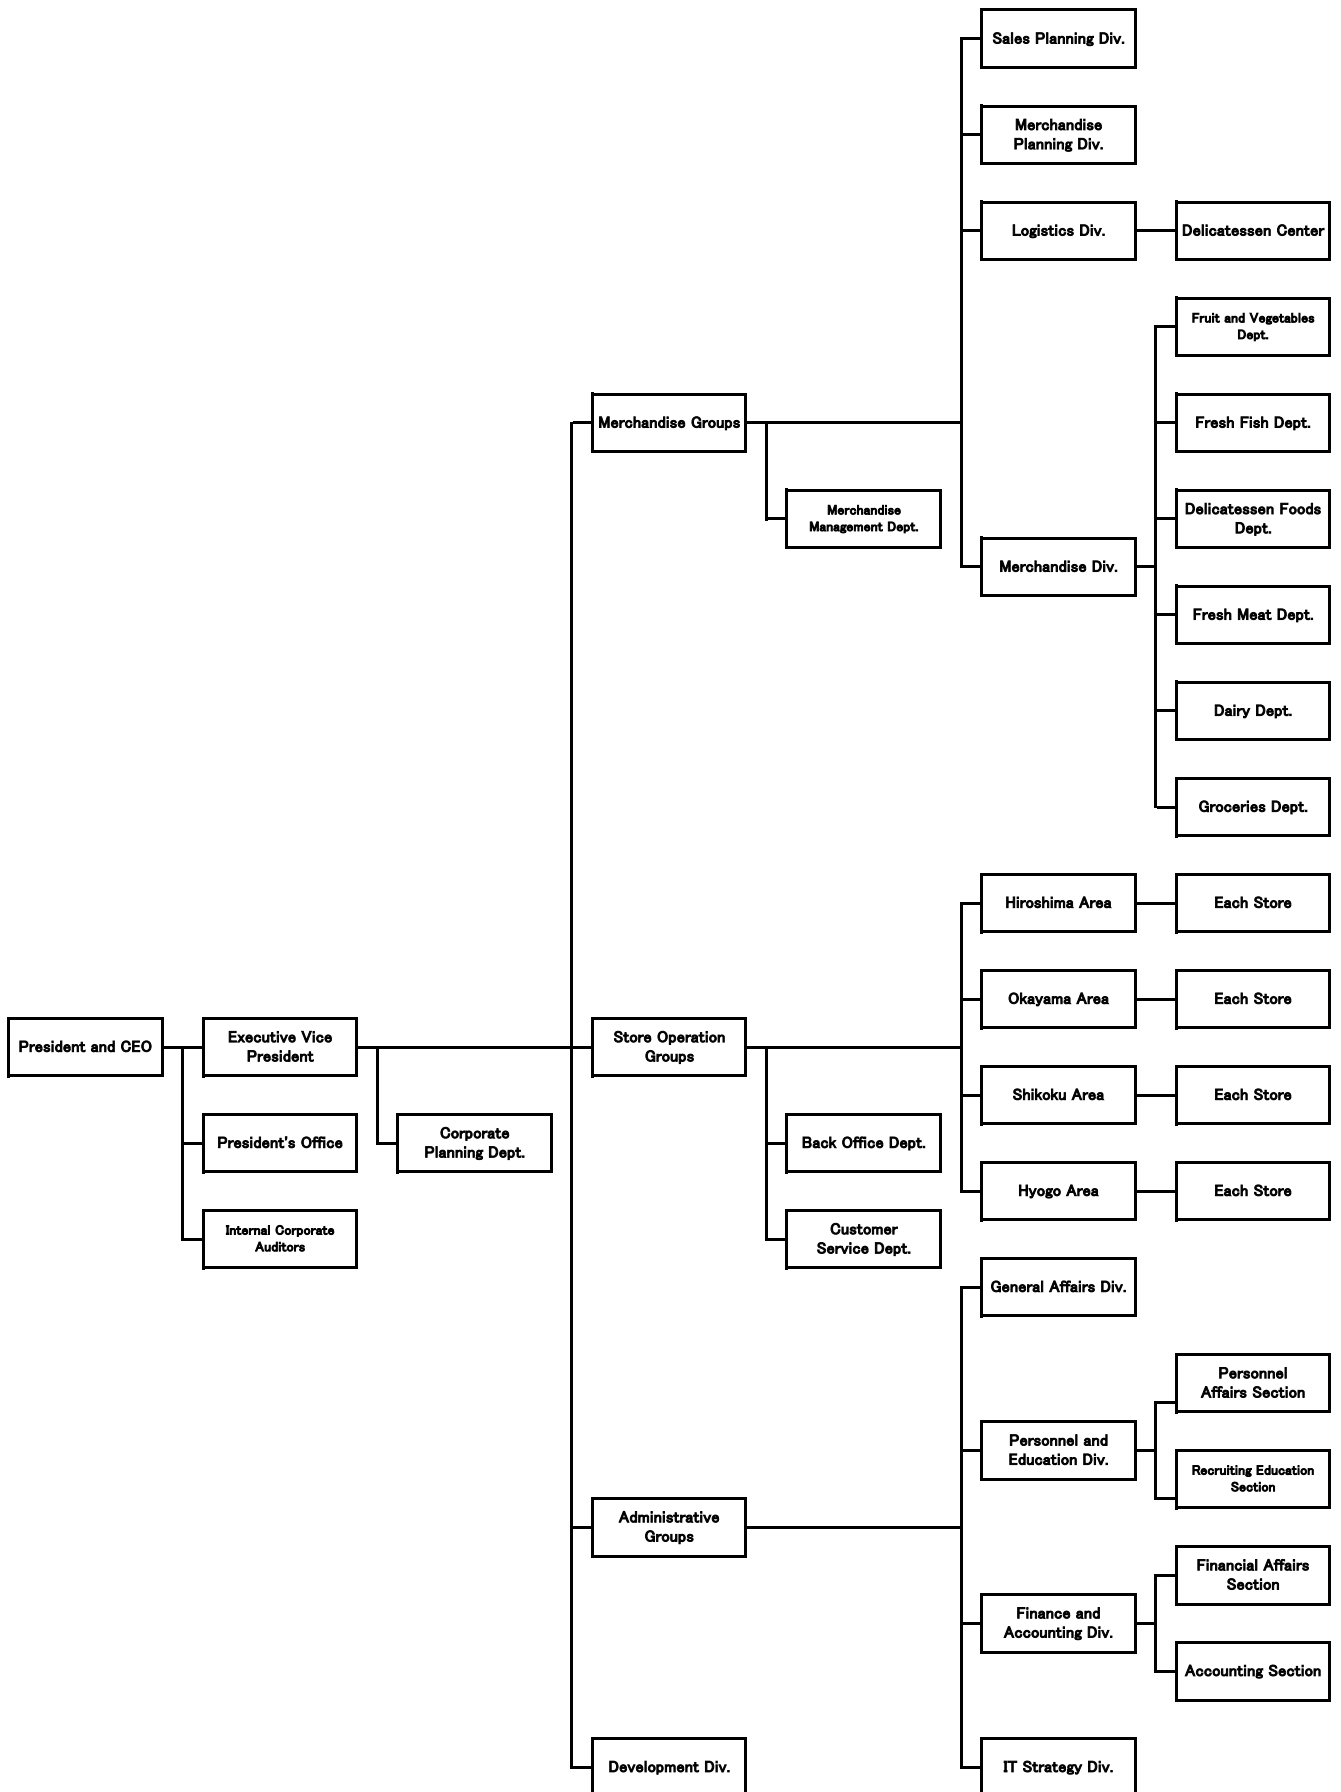 Sales Planning Div.
Merchandise
Planning Div.
Logistics Div.
Delicatessen Center
Fruit and Vegetables
Dept.
Merchandise Groups
Fresh Fish Dept.
Merchandise
Management Dept.
Delicatessen Foods
Dept.
Merchandise Div.
Fresh Meat Dept.
Dairy Dept.
Groceries Dept.
Hiroshima Area
Each Store
Okayama Area
Each Store
President and CEO
Executive Vice
President
Store Operation
Groups
Shikoku Area
Each Store
President's Office
Corporate
Planning Dept.
Back Office Dept.
Hyogo Area
Each Store
Internal Corporate
Auditors
Customer
Service Dept.
General Affairs Div.
Personnel
Affairs Section
Personnel and
Education Div.
Recruiting Education
Section
Administrative
Groups
Financial Affairs
Section
Finance and
Accounting Div.
Accounting Section
Development Div.
IT Strategy Div.